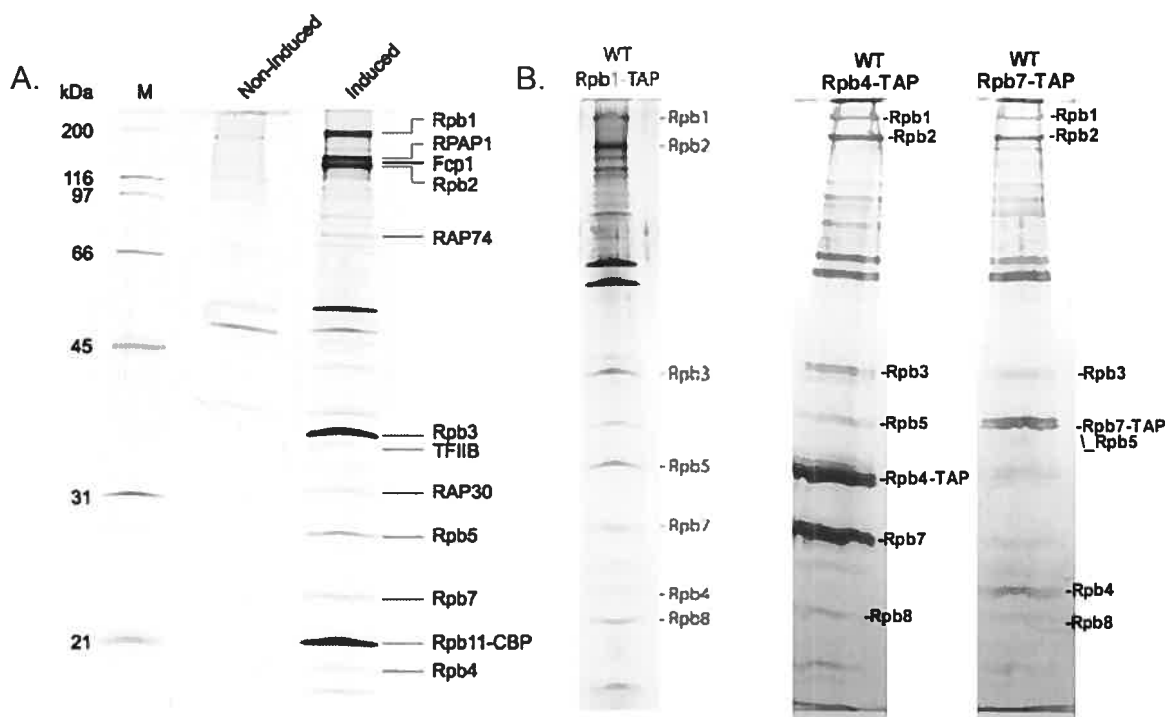 A.
kDa
M
Non-induced
Induced
200
116
97
66
45
31
21
Rpb1
RPAP1
Fcp1
Rpb2
RAP74
Rpb3
TFIIB
RAP30
Rpb5
Rpb7
Rpb11-CBP
Rpb4
B.
WT
Rpb1-TAP
-Rpb1
-Rpb2
-Rpb3
-Rpb5
-Rpb7
-Rpb4
-Rpb8
WT
Rpb4-TAP
-Rpb1
-Rpb2
-Rpb3
-Rpb5
-Rpb4-TAP
-Rpb7
-Rpb8
WT
Rpb7-TAP
-Rpb1
-Rpb2
-Rpb3
-Rpb7-TAP
\_Rpb5
-Rpb4
-Rpb8